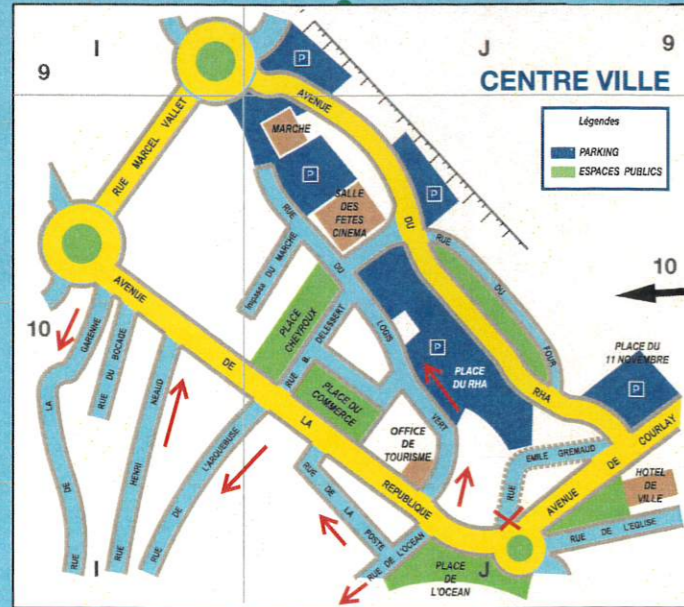 I
J
9
9
CENTRE VILLE
Légendes
PARKING
ESPACES PUBLICS
P
AVENUE
RUE MARCEL VALLET
MARCHE
P
P
SALLE
DES
FETES
CINEMA
DU
RUE
DU
FOUR
RUE
DU
LOGIS
VERT
Impasse DU MARCHE
10
10
AVENUE
DE
LA
REPUBLIQUE
PLACE
CHEYROUX
RUE B. DELESSERT
PLACE DU
COMMERCE
P
PLACE
DU RHA
RHA
PLACE DU
11 NOVEMBRE
P
RUE DE LA GARENNE
RUE DU BOCAGE
RUE HENRI NEAUD
RUE DE L'ARQUEBUSE
OFFICE
DE
TOURISME
RUE EMILE GREMAUD
AVENUE DE COURLAY
HOTEL
DE
VILLE
RUE DE LA POSTE
RUE DE L'OCEAN
RUE DE L'EGLISE
PLACE
DE
L'OCEAN
I
J